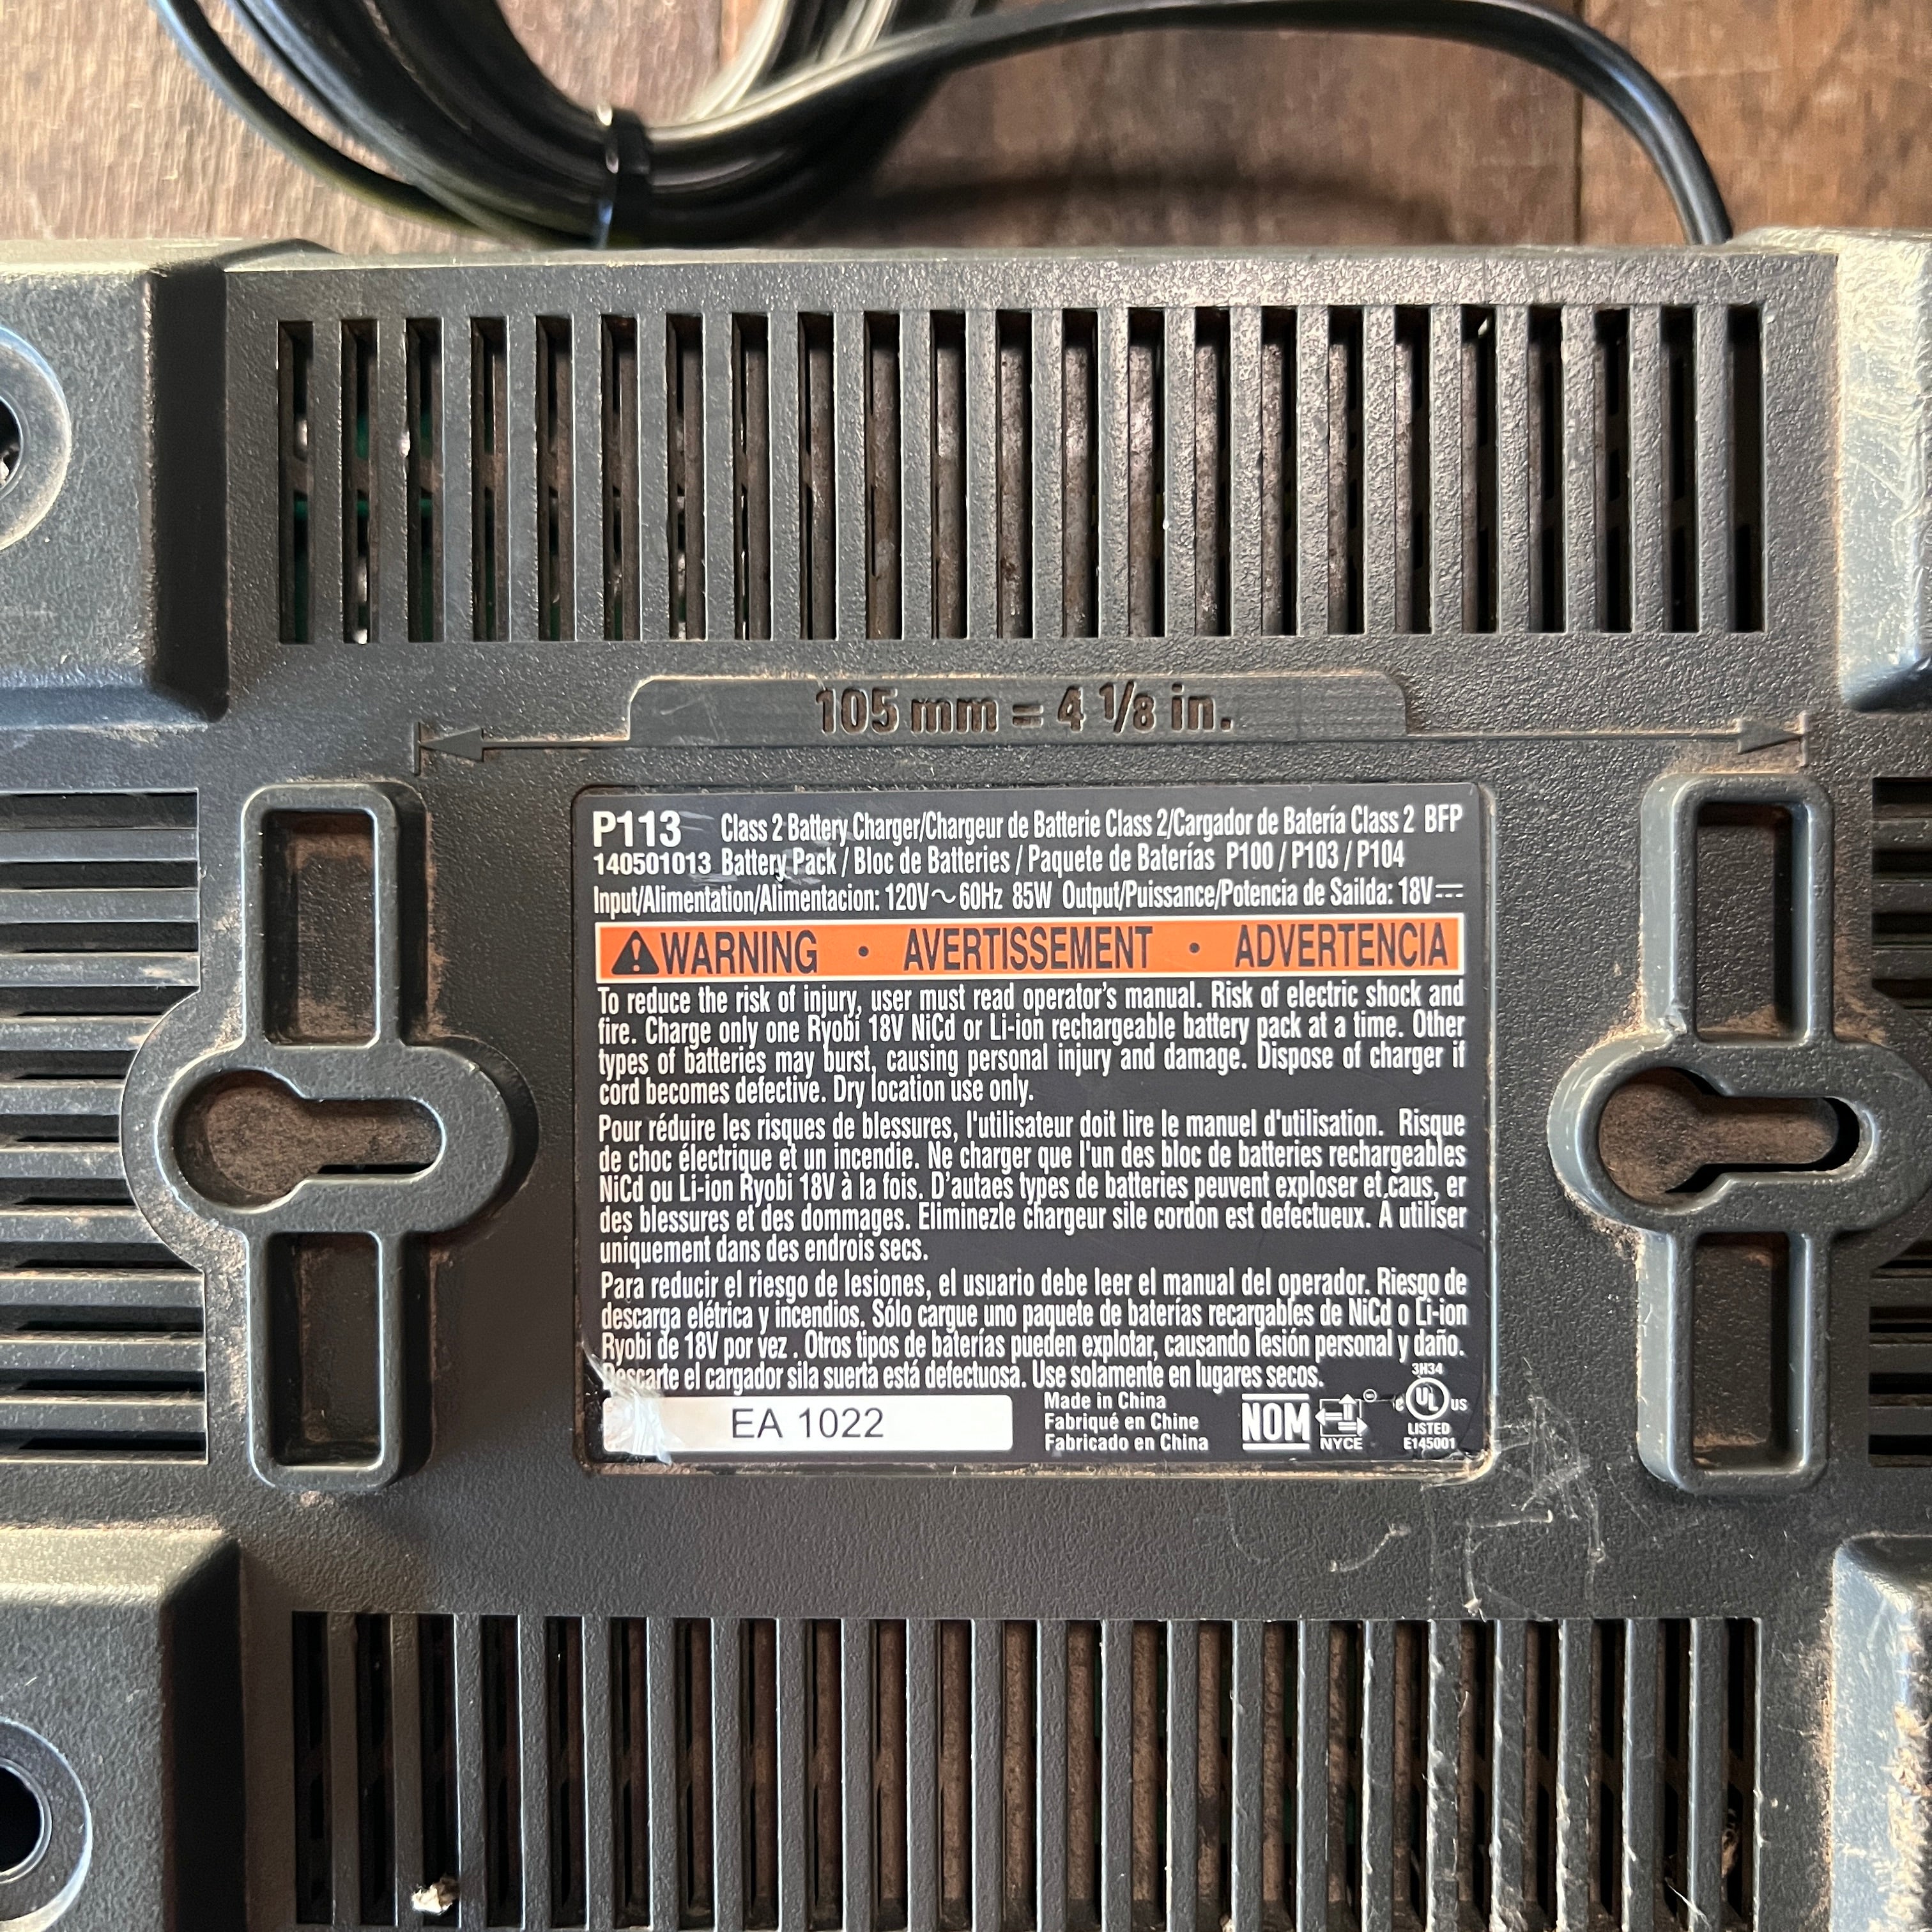 105 mm = 4 1/8 in.
P113 Class 2 Battery Charger/Chargeur de Batterie Class 2/Cargador de Batería Class 2 BFP
140501013 Battery Pack / Bloc de Batteries / Paquete de Baterías P100 / P103 / P104
Input/Alimentation/Alimentacion: 120V～60Hz 85W Output/Puissance/Potencia de Sailda: 18V⎓
⚠WARNING • AVERTISSEMENT • ADVERTENCIA
To reduce the risk of injury, user must read operator's manual. Risk of electric shock and
fire. Charge only one Ryobi 18V NiCd or Li-ion rechargeable battery pack at a time. Other
types of batteries may burst, causing personal injury and damage. Dispose of charger if
cord becomes defective. Dry location use only.
Pour réduire les risques de blessures, l'utilisateur doit lire le manuel d'utilisation. Risque
de choc électrique et un incendie. Ne charger que l'un des bloc de batteries rechargeables
NiCd ou Li-ion Ryobi 18V à la fois. D'autaes types de batteries peuvent exploser et caus, er
des blessures et des dommages. Eliminezle chargeur sile cordon est defectueux. Á utiliser
uniquement dans des endrois secs.
Para reducir el riesgo de lesiones, el usuario debe leer el manual del operador. Riesgo de
descarga elétrica y incendios. Sólo cargue uno paquete de baterías recargables de NiCd o Li-ion
Ryobi de 18V por vez . Otros tipos de baterías pueden explotar, causando lesión personal y daño.
Descarte el cargador sila suerta está defectuosa. Use solamente en lugares secos.
EA 1022
Made in China
Fabriqué en Chine
Fabricado en China
NOM
NYCE
3H34
c UL us
LISTED
E145001